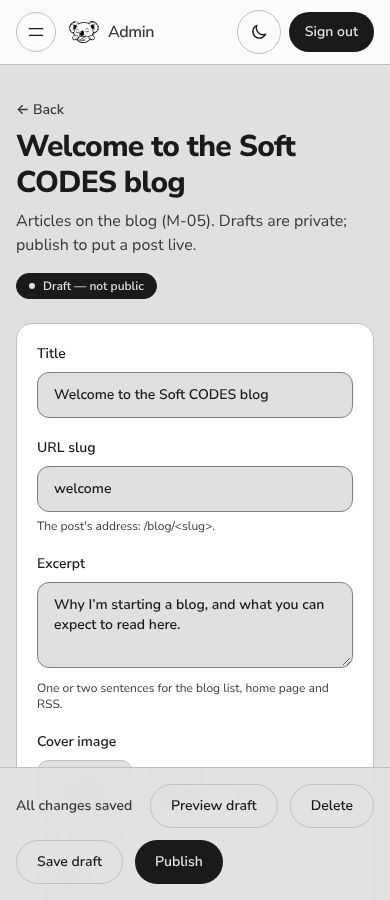 Admin
Sign out
← Back
Welcome to the Soft
CODES blog
Articles on the blog (M-05). Drafts are private;
publish to put a post live.
Draft — not public
Title
Welcome to the Soft CODES blog
URL slug
welcome
The post's address: /blog/<slug>.
Excerpt
Why I'm starting a blog, and what you can
expect to read here.
One or two sentences for the blog list, home page and
RSS.
Cover image
All changes saved
Preview draft
Delete
Save draft
Publish